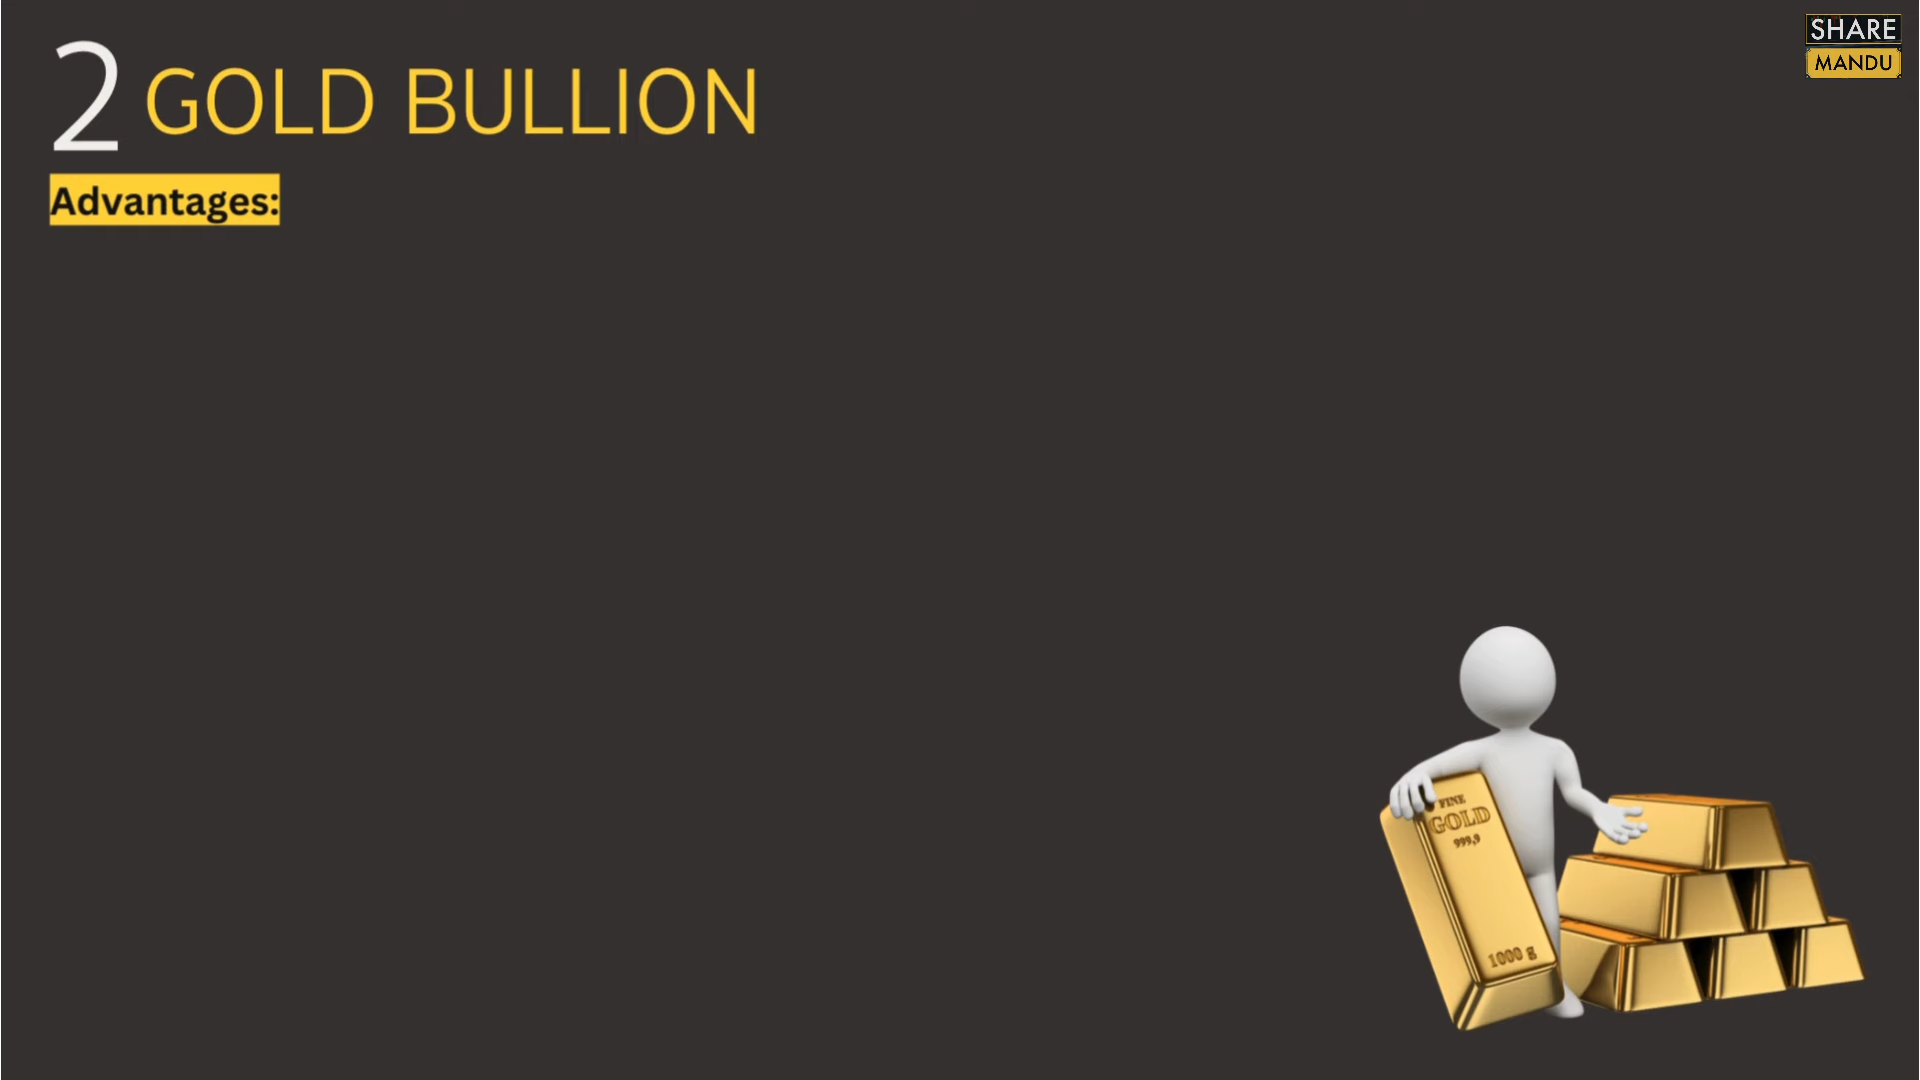 2 GOLD BULLION
Advantages:
SHARE
MANDU
FINE
GOLD
999,9
1000 g